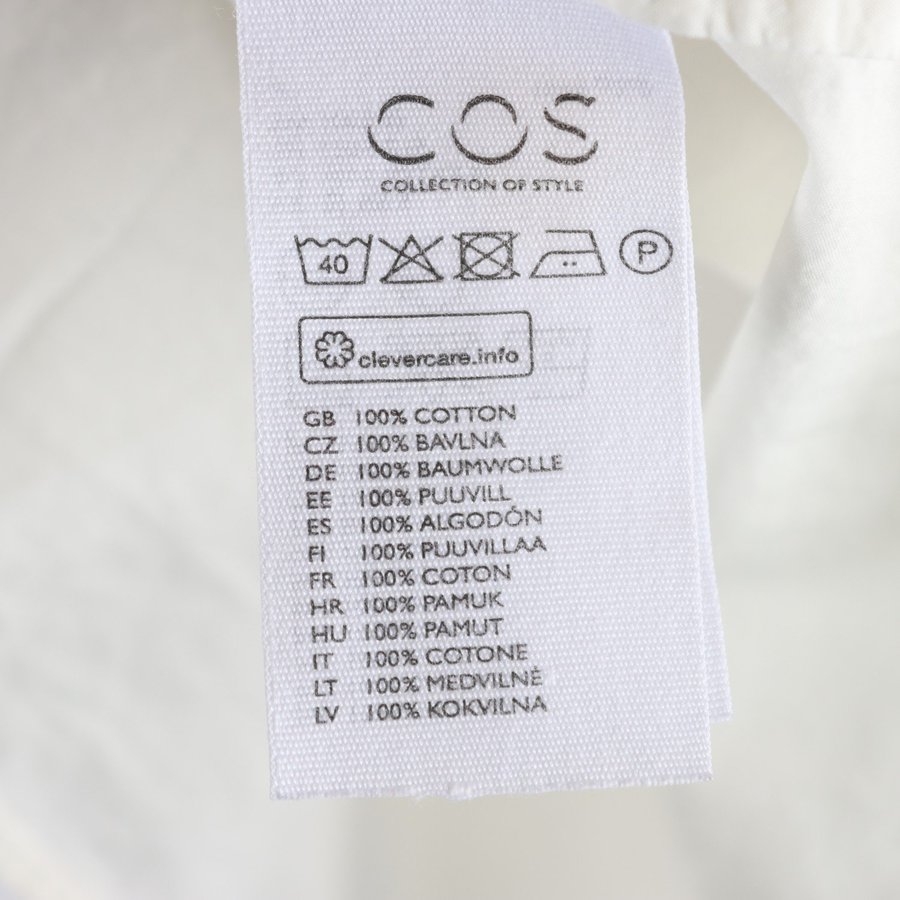 COS
COLLECTION OF STYLE
40 P
clevercare.info
GB 100% COTTON
CZ 100% BAVLNA
DE 100% BAUMWOLLE
EE 100% PUUVILL
ES 100% ALGODÓN
FI 100% PUUVILLAA
FR 100% COTON
HR 100% PAMUK
HU 100% PAMUT
IT 100% COTONE
LT 100% MEDVILNĖ
LV 100% KOKVILNA